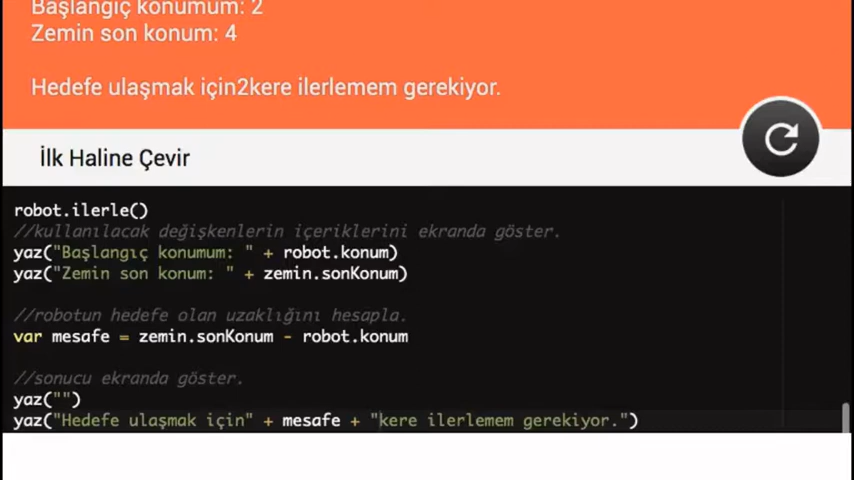 Başlangıç konumum: 2
Zemin son konum: 4
Hedefe ulaşmak için2kere ilerlemem gerekiyor.
İlk Haline Çevir
robot.ilerle()
//kullanılacak değişkenlerin içeriklerini ekranda göster.
yaz("Başlangıç konumum: " + robot.konum)
yaz("Zemin son konum: " + zemin.sonKonum)
//robotun hedefe olan uzaklığını hesapla.
var mesafe = zemin.sonKonum - robot.konum
//sonucu ekranda göster.
yaz("")
yaz("Hedefe ulaşmak için" + mesafe + "kere ilerlemem gerekiyor.")